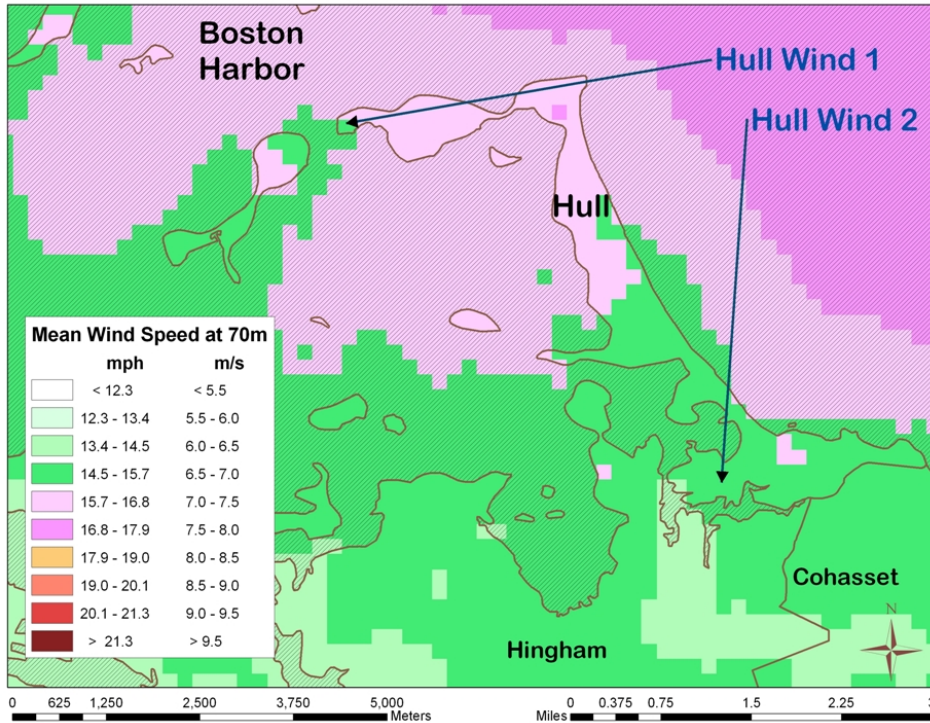 Boston
Harbor
Hull Wind 1
Hull Wind 2
Hull
Mean Wind Speed at 70m
mph m/s
< 12.3 < 5.5
12.3 - 13.4 5.5 - 6.0
13.4 - 14.5 6.0 - 6.5
14.5 - 15.7 6.5 - 7.0
15.7 - 16.8 7.0 - 7.5
16.8 - 17.9 7.5 - 8.0
17.9 - 19.0 8.0 - 8.5
19.0 - 20.1 8.5 - 9.0
20.1 - 21.3 9.0 - 9.5
> 21.3 > 9.5
Cohasset
Hingham
N
0 625 1,250 2,500 3,750 5,000
Meters
0 0.375 0.75 1.5 2.25 3
Miles